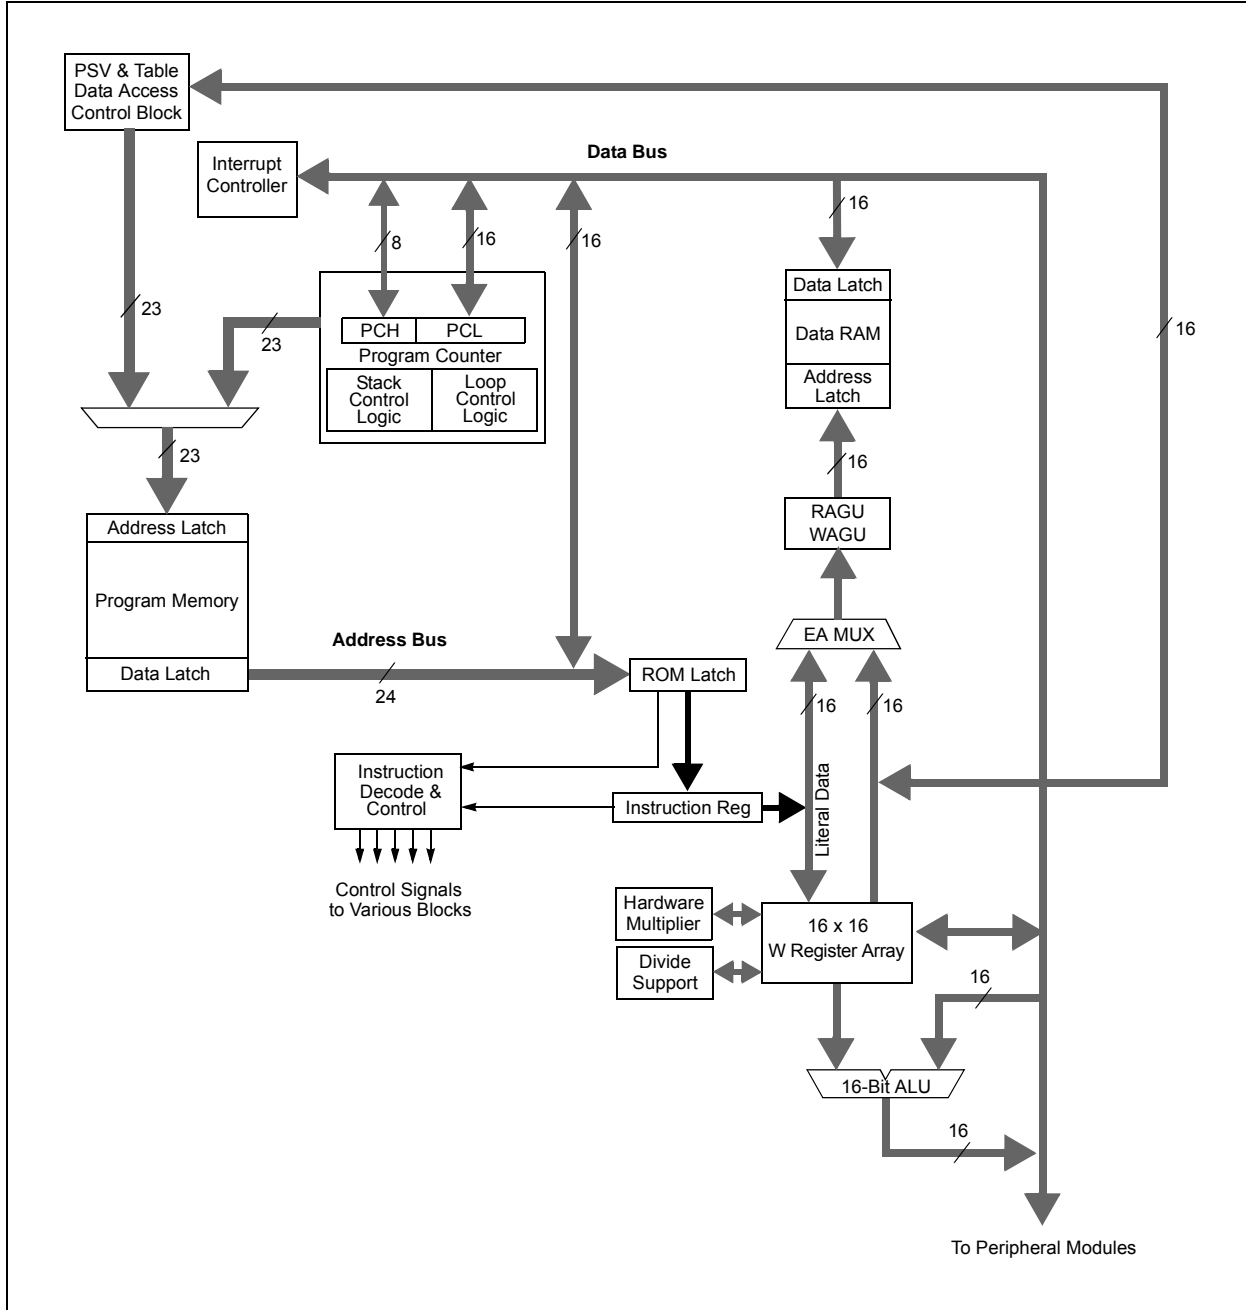 PSV & Table
Data Access
Control Block
Interrupt
Controller
Data Bus
16
8
16
16
23
23
16
Data Latch
Data RAM
Address
Latch
PCH
PCL
Program Counter
Stack
Control
Logic
Loop
Control
Logic
23
16
RAGU
WAGU
Address Latch
Program Memory
Data Latch
Address Bus
24
EA MUX
ROM Latch
16
16
Instruction
Decode &
Control
Instruction Reg
Literal Data
Control Signals
to Various Blocks
Hardware
Multiplier
Divide
Support
16 x 16
W Register Array
16
16-Bit ALU
16
To Peripheral Modules